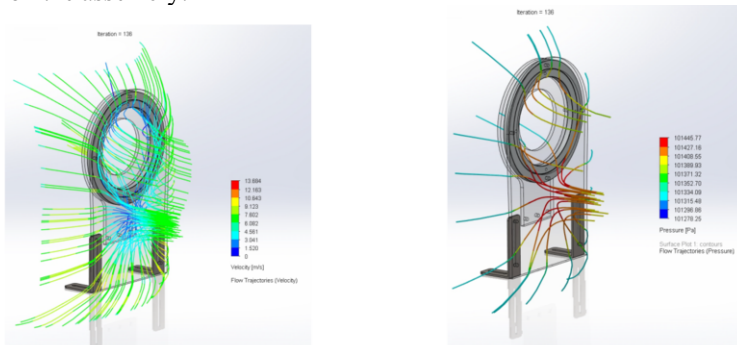 Iteration = 136
13.684
12.163
10.643
9.123
7.602
6.082
4.561
3.041
1.520
0
Velocity [m/s]
Flow Trajectories (Velocity)
Iteration = 136
101445.77
101427.16
101408.55
101389.93
101371.32
101352.70
101334.09
101315.48
101296.86
101278.25
Pressure [Pa]
Surface Plot 1: contours
Flow Trajectories (Pressure)